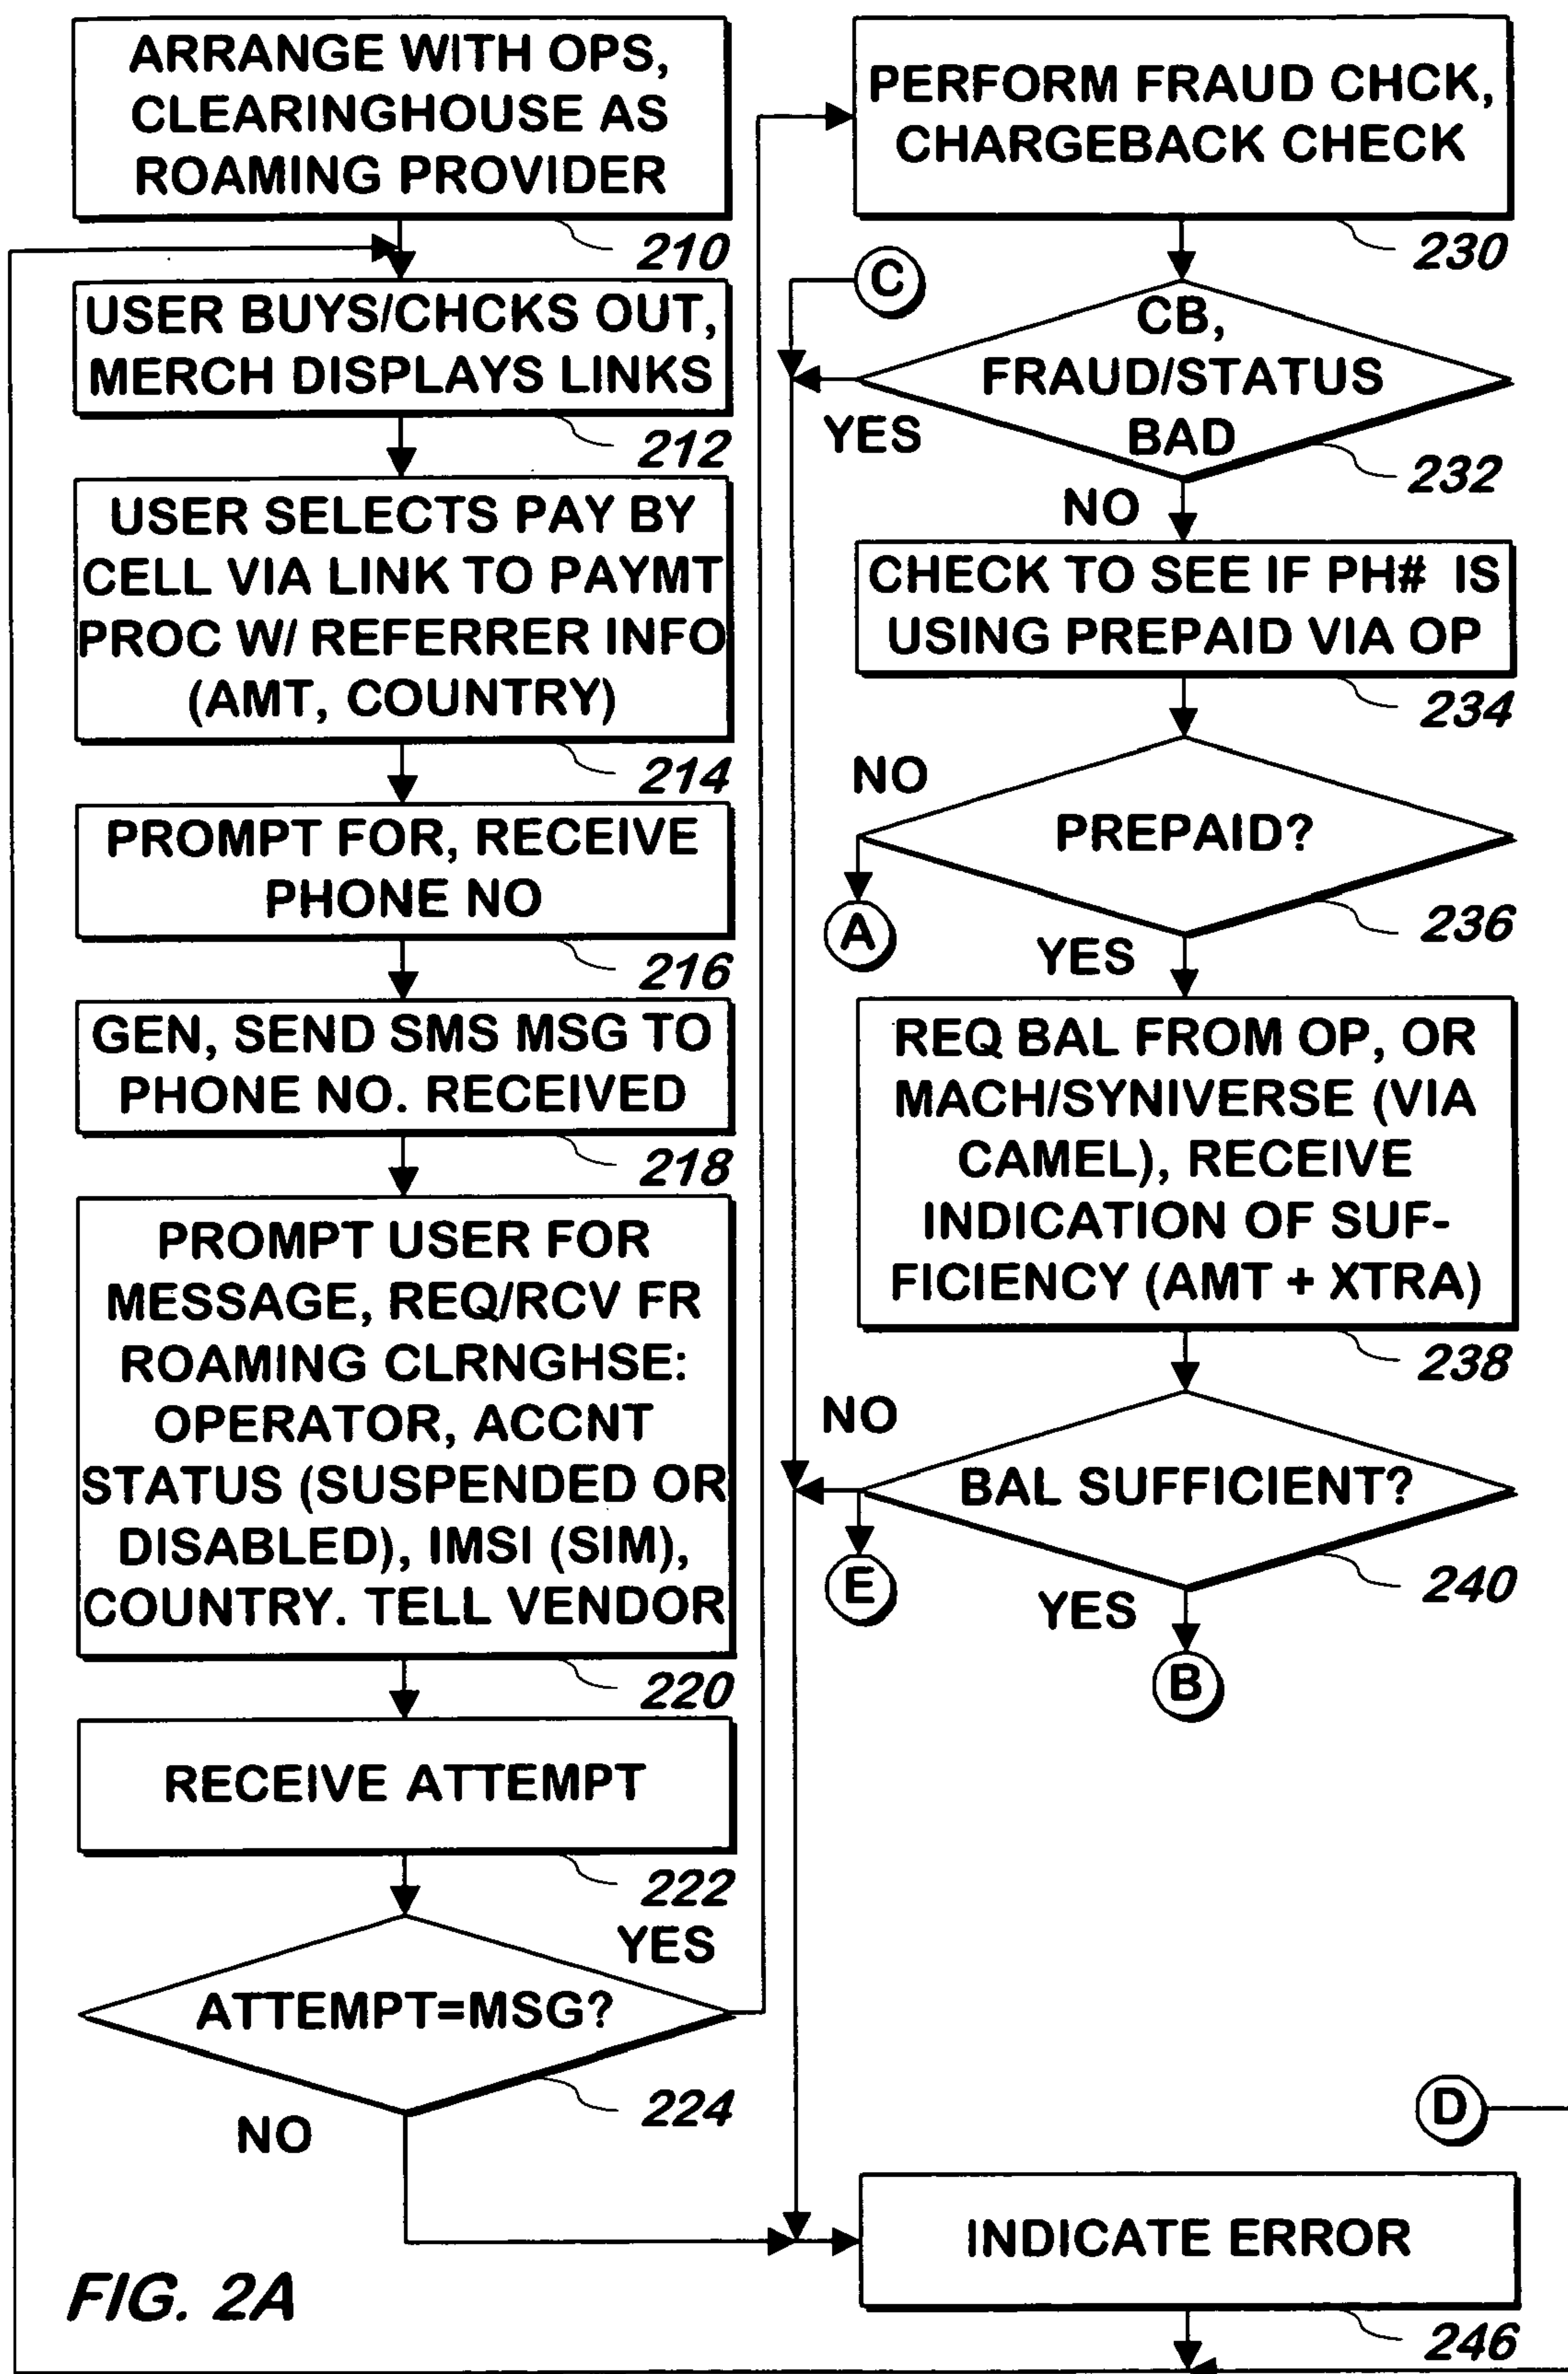 ARRANGE WITH OPS,
CLEARINGHOUSE AS
ROAMING PROVIDER
210
USER BUYS/CHCKS OUT,
MERCH DISPLAYS LINKS
212
USER SELECTS PAY BY
CELL VIA LINK TO PAYMT
PROC W/ REFERRER INFO
(AMT, COUNTRY)
214
PROMPT FOR, RECEIVE
PHONE NO
216
GEN, SEND SMS MSG TO
PHONE NO. RECEIVED
218
PROMPT USER FOR
MESSAGE, REQ/RCV FR
ROAMING CLRNGHSE:
OPERATOR, ACCNT
STATUS (SUSPENDED OR
DISABLED), IMSI (SIM),
COUNTRY. TELL VENDOR
220
RECEIVE ATTEMPT
222
YES
ATTEMPT=MSG?
224
NO
FIG. 2A
PERFORM FRAUD CHCK,
CHARGEBACK CHECK
230
C
CB,
FRAUD/STATUS
BAD
YES
232
NO
CHECK TO SEE IF PH# IS
USING PREPAID VIA OP
234
NO
PREPAID?
A
236
YES
REQ BAL FROM OP, OR
MACH/SYNIVERSE (VIA
CAMEL), RECEIVE
INDICATION OF SUF-
FICIENCY (AMT + XTRA)
238
NO
BAL SUFFICIENT?
E
240
YES
B
D
INDICATE ERROR
246